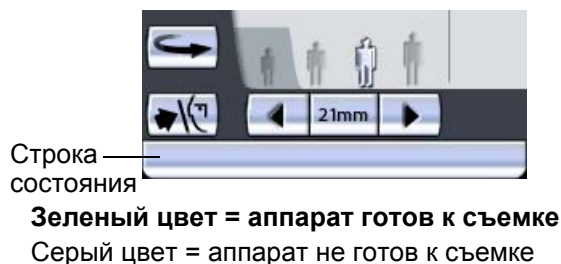 21mm
Строка
состояния
Зеленый цвет = аппарат готов к съемке
Серый цвет = аппарат не готов к съемке